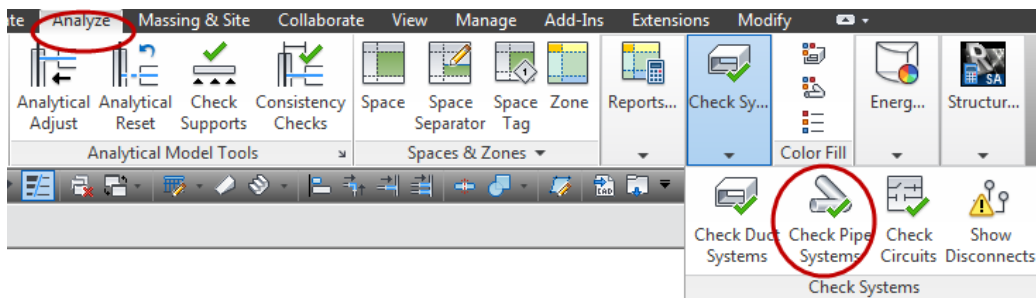 ate Analyze Massing & Site Collaborate View Manage Add-Ins Extensions Modify
Analytical Analytical Check Consistency Space Space Space Zone Reports... Check Sy... Energ... Structur...
Adjust Reset Supports Checks Separator Tag
Analytical Model Tools Spaces & Zones Color Fill
Check Duct Check Pipe Check Show
Systems Systems Circuits Disconnects
Check Systems